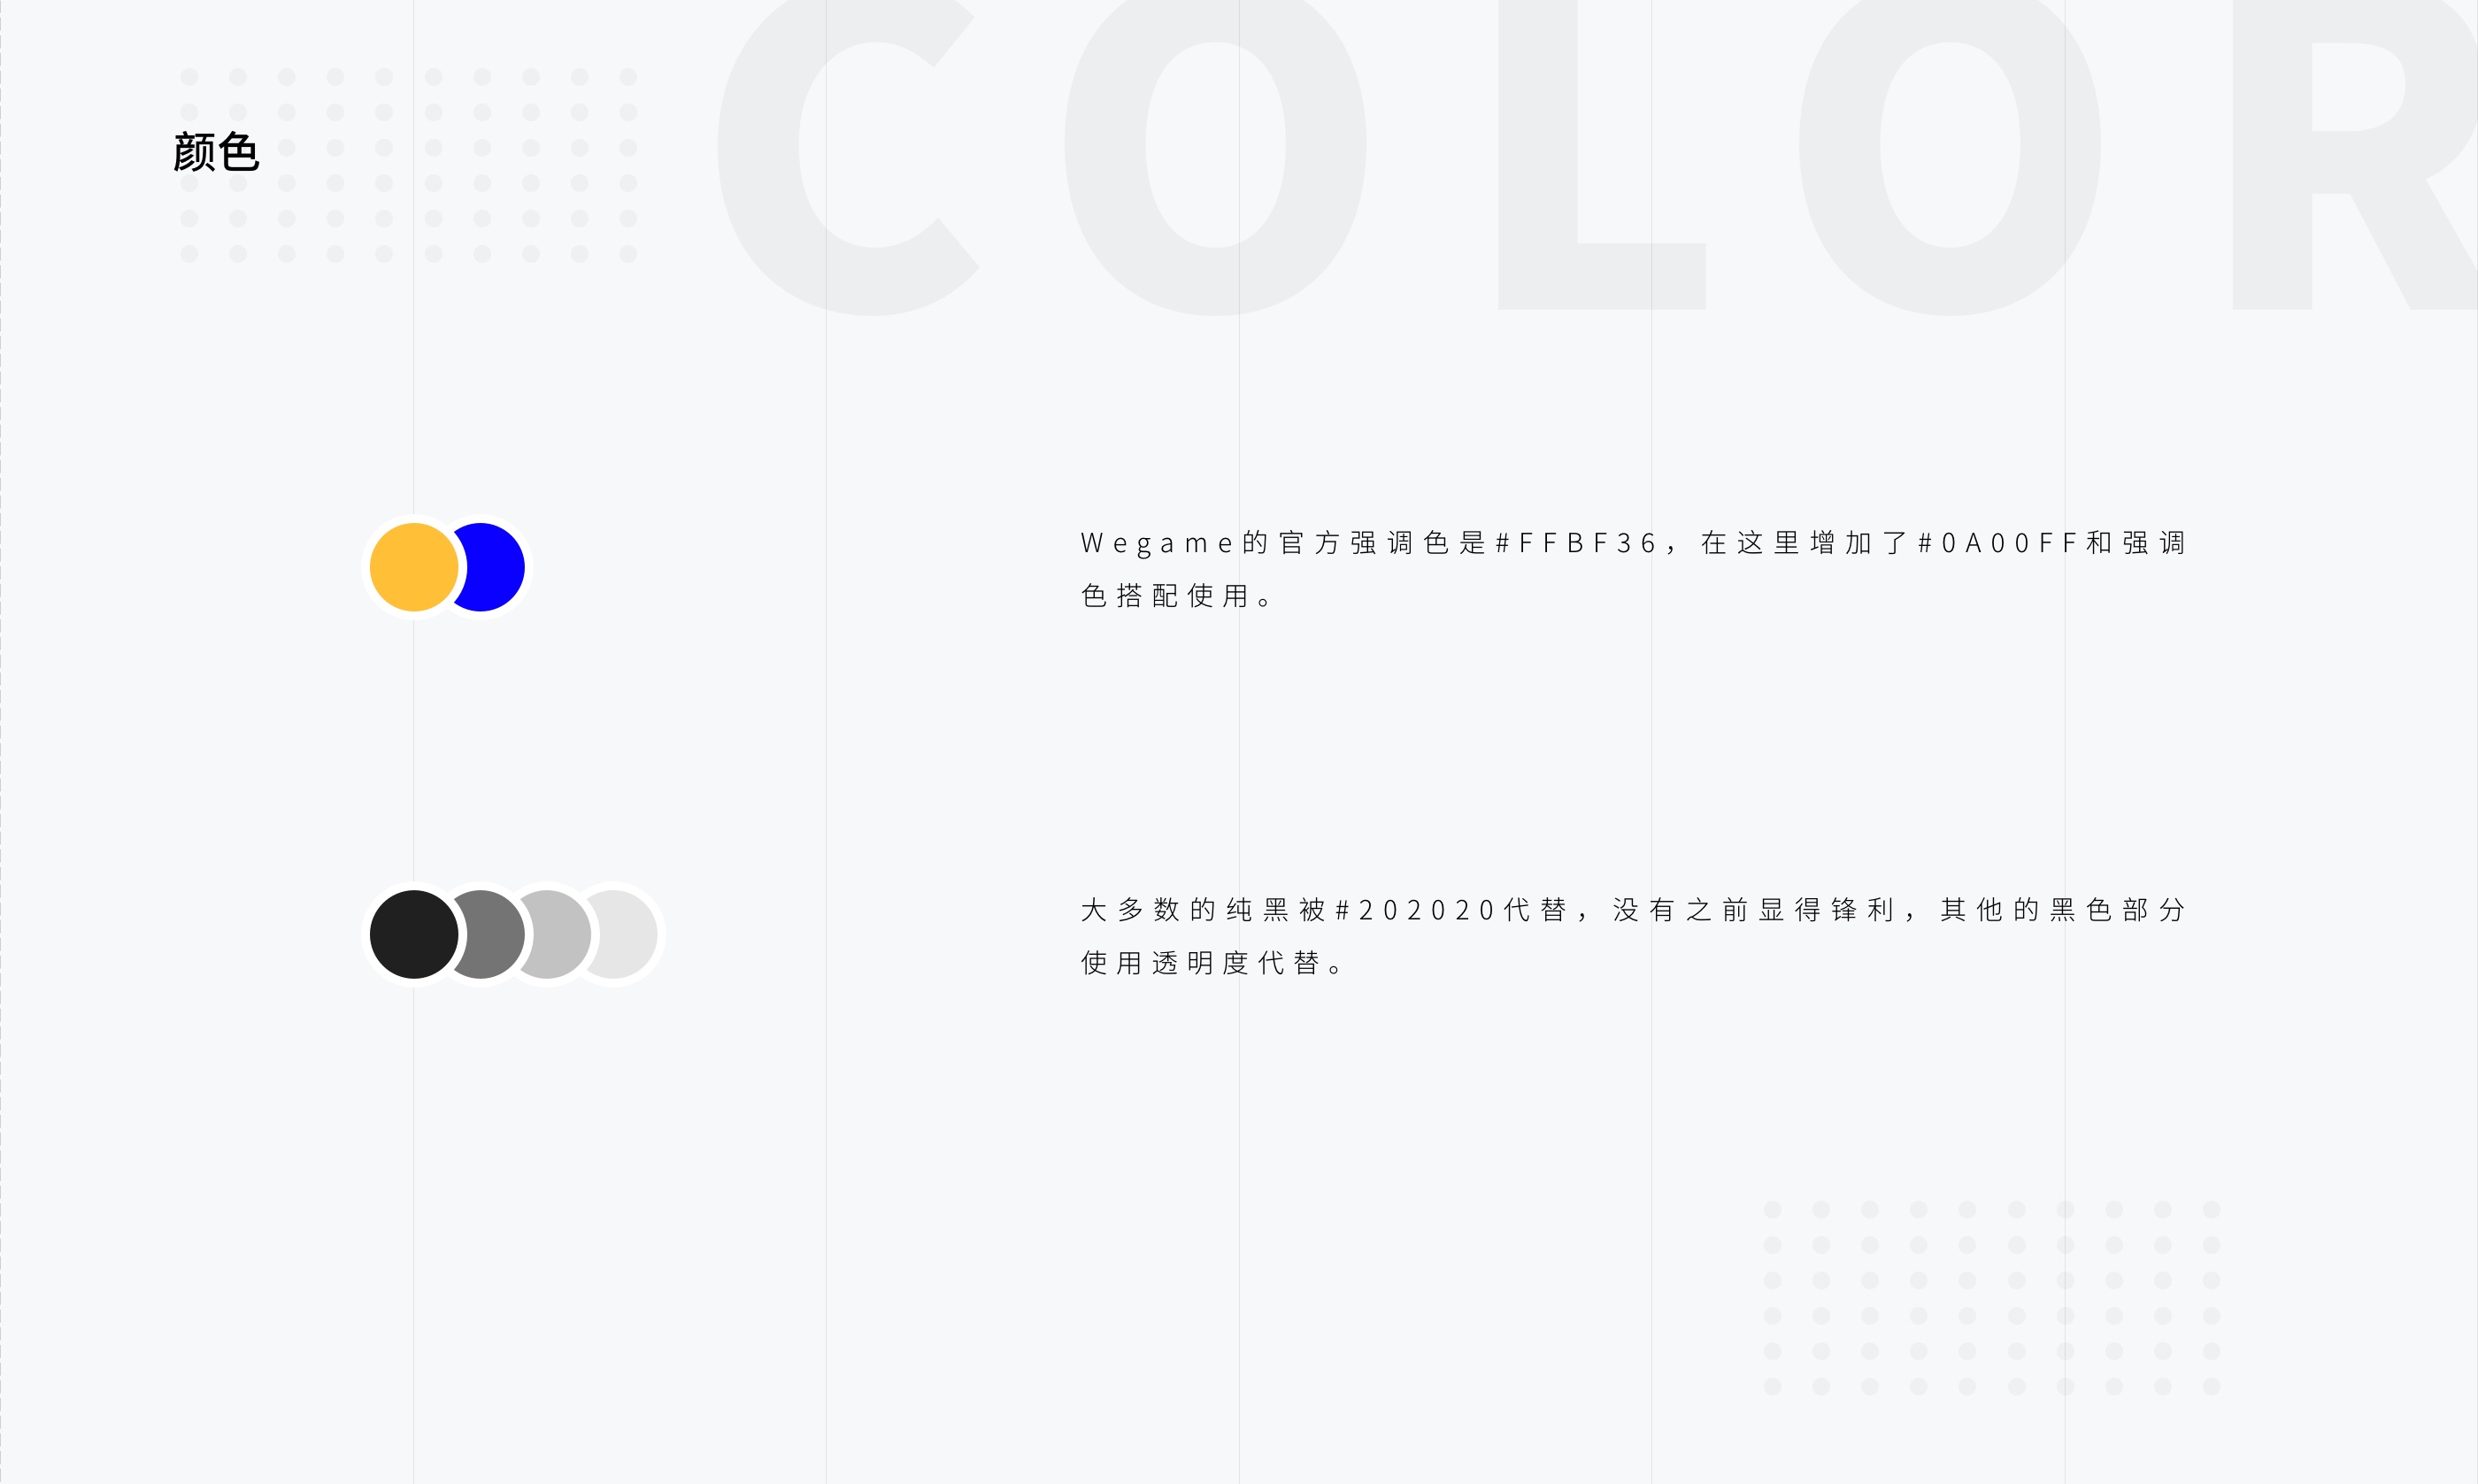 COLOR
颜色
Wegame的官方强调色是#FFBF36，在这里增加了#0A00FF和强调
色搭配使用。
大多数的纯黑被#202020代替，没有之前显得锋利，其他的黑色部分
使用透明度代替。